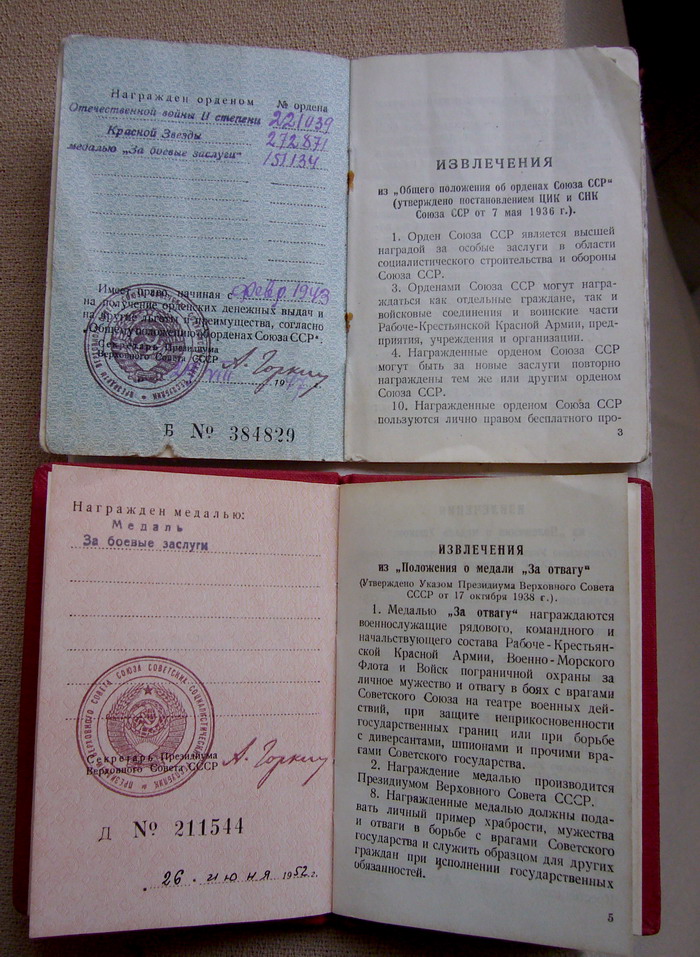 Награжден орденом № ордена
Отечественной войны II степени 221039
Красной Звезды 272871
медалью „За боевые заслуги" 151134
Имеет право, начиная с февр. 1943
на получение орденских денежных выдач и
на другие льготы и преимущества, согласно
„Общему положению об орденах Союза ССР".
Секретарь Президиума
Верховного Совета СССР А. Горкин
Б № 384829
ИЗВЛЕЧЕНИЯ
из „Общего положения об орденах Союза ССР"
(утверждено постановлением ЦИК и СНК
Союза ССР от 7 мая 1936 г.).
1. Орден Союза ССР является высшей
наградой за особые заслуги в области
социалистического строительства и обороны
Союза ССР.
3. Орденами Союза ССР могут награ-
ждаться как отдельные граждане, так и
войсковые соединения и воинские части
Рабоче-Крестьянской Красной Армии, пред-
приятия, учреждения и организации.
4. Награжденные орденом Союза ССР
могут быть за новые заслуги повторно
награждены тем же или другим орденом
Союза ССР.
10. Награжденные орденом Союза ССР
пользуются лично правом бесплатного про-
3
Награжден медалью:
Медаль
За боевые заслуги
ВЕРХОВНОГО СОВЕТА СОЮЗА СОВЕТСКИХ СОЦИАЛИСТИЧЕСКИХ
Секретарь Президиума
Верховного Совета СССР А. Горкин
Д № 211544
26 июня 1952 г.
ИЗВЛЕЧЕНИЯ
из „Положения о медали „За отвагу"
(Утверждено Указом Президиума Верховного Совета
СССР от 17 октября 1938 г.).
1. Медалью „За отвагу" награждаются
военнослужащие рядового, командного и
начальствующего состава Рабоче-Крестьян-
ской Красной Армии, Военно-Морского
Флота и Войск пограничной охраны за
личное мужество и отвагу в боях с врагами
Советского Союза на театре военных дей-
ствий, при защите неприкосновенности
государственных границ или при борьбе
с диверсантами, шпионами и прочими вра-
гами Советского государства.
2. Награждение медалью производится
Президиумом Верховного Совета СССР.
8. Награжденные медалью должны пода-
вать личный пример храбрости, мужества
и отваги в борьбе с врагами Советского
государства и служить образцом для других
граждан при исполнении государственных
обязанностей.
5